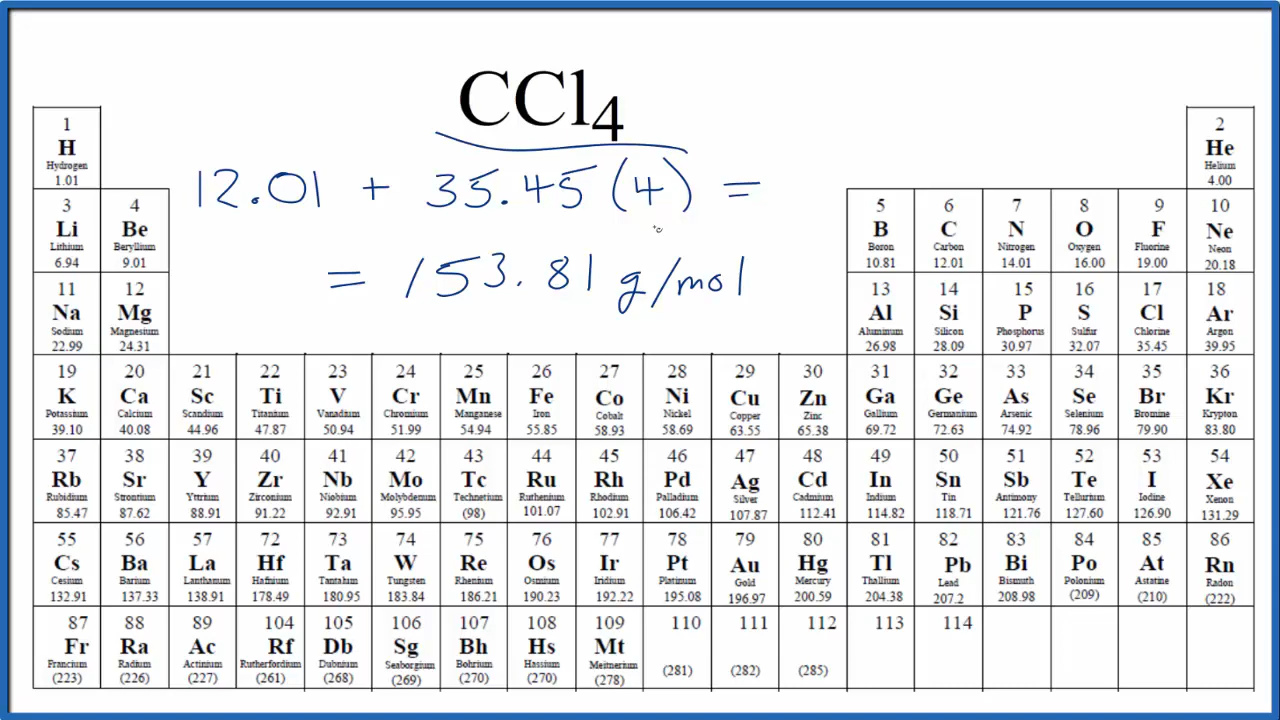 CCl4
12.01 + 35.45 (4) =
= 153.81 g/mol
1 2
H He
Hydrogen Helium
1.01 4.00
3 4 5 6 7 8 9 10
Li Be B C N O F Ne
Lithium Beryllium Boron Carbon Nitrogen Oxygen Fluorine Neon
6.94 9.01 10.81 12.01 14.01 16.00 19.00 20.18
11 12 13 14 15 16 17 18
Na Mg Al Si P S Cl Ar
Sodium Magnesium Aluminum Silicon Phosphorus Sulfur Chlorine Argon
22.99 24.31 26.98 28.09 30.97 32.07 35.45 39.95
19 20 21 22 23 24 25 26 27 28 29 30 31 32 33 34 35 36
K Ca Sc Ti V Cr Mn Fe Co Ni Cu Zn Ga Ge As Se Br Kr
Potassium Calcium Scandium Titanium Vanadium Chromium Manganese Iron Cobalt Nickel Copper Zinc Gallium Germanium Arsenic Selenium Bromine Krypton
39.10 40.08 44.96 47.87 50.94 51.99 54.94 55.85 58.93 58.69 63.55 65.38 69.72 72.63 74.92 78.96 79.90 83.80
37 38 39 40 41 42 43 44 45 46 47 48 49 50 51 52 53 54
Rb Sr Y Zr Nb Mo Tc Ru Rh Pd Ag Cd In Sn Sb Te I Xe
Rubidium Strontium Yttrium Zirconium Niobium Molybdenum Technetium Ruthenium Rhodium Palladium Silver Cadmium Indium Tin Antimony Tellurium Iodine Xenon
85.47 87.62 88.91 91.22 92.91 95.95 (98) 101.07 102.91 106.42 107.87 112.41 114.82 118.71 121.76 127.60 126.90 131.29
55 56 57 72 73 74 75 76 77 78 79 80 81 82 83 84 85 86
Cs Ba La Hf Ta W Re Os Ir Pt Au Hg Tl Pb Bi Po At Rn
Cesium Barium Lanthanum Hafnium Tantalum Tungsten Rhenium Osmium Iridium Platinum Gold Mercury Thallium Lead Bismuth Polonium Astatine Radon
132.91 137.33 138.91 178.49 180.95 183.84 186.21 190.23 192.22 195.08 196.97 200.59 204.38 207.2 208.98 (209) (210) (222)
87 88 89 104 105 106 107 108 109 110 111 112 113 114
Fr Ra Ac Rf Db Sg Bh Hs Mt
Francium Radium Actinium Rutherfordium Dubnium Seaborgium Bohrium Hassium Meitnerium
(223) (226) (227) (261) (268) (269) (270) (270) (278) (281) (282) (285)